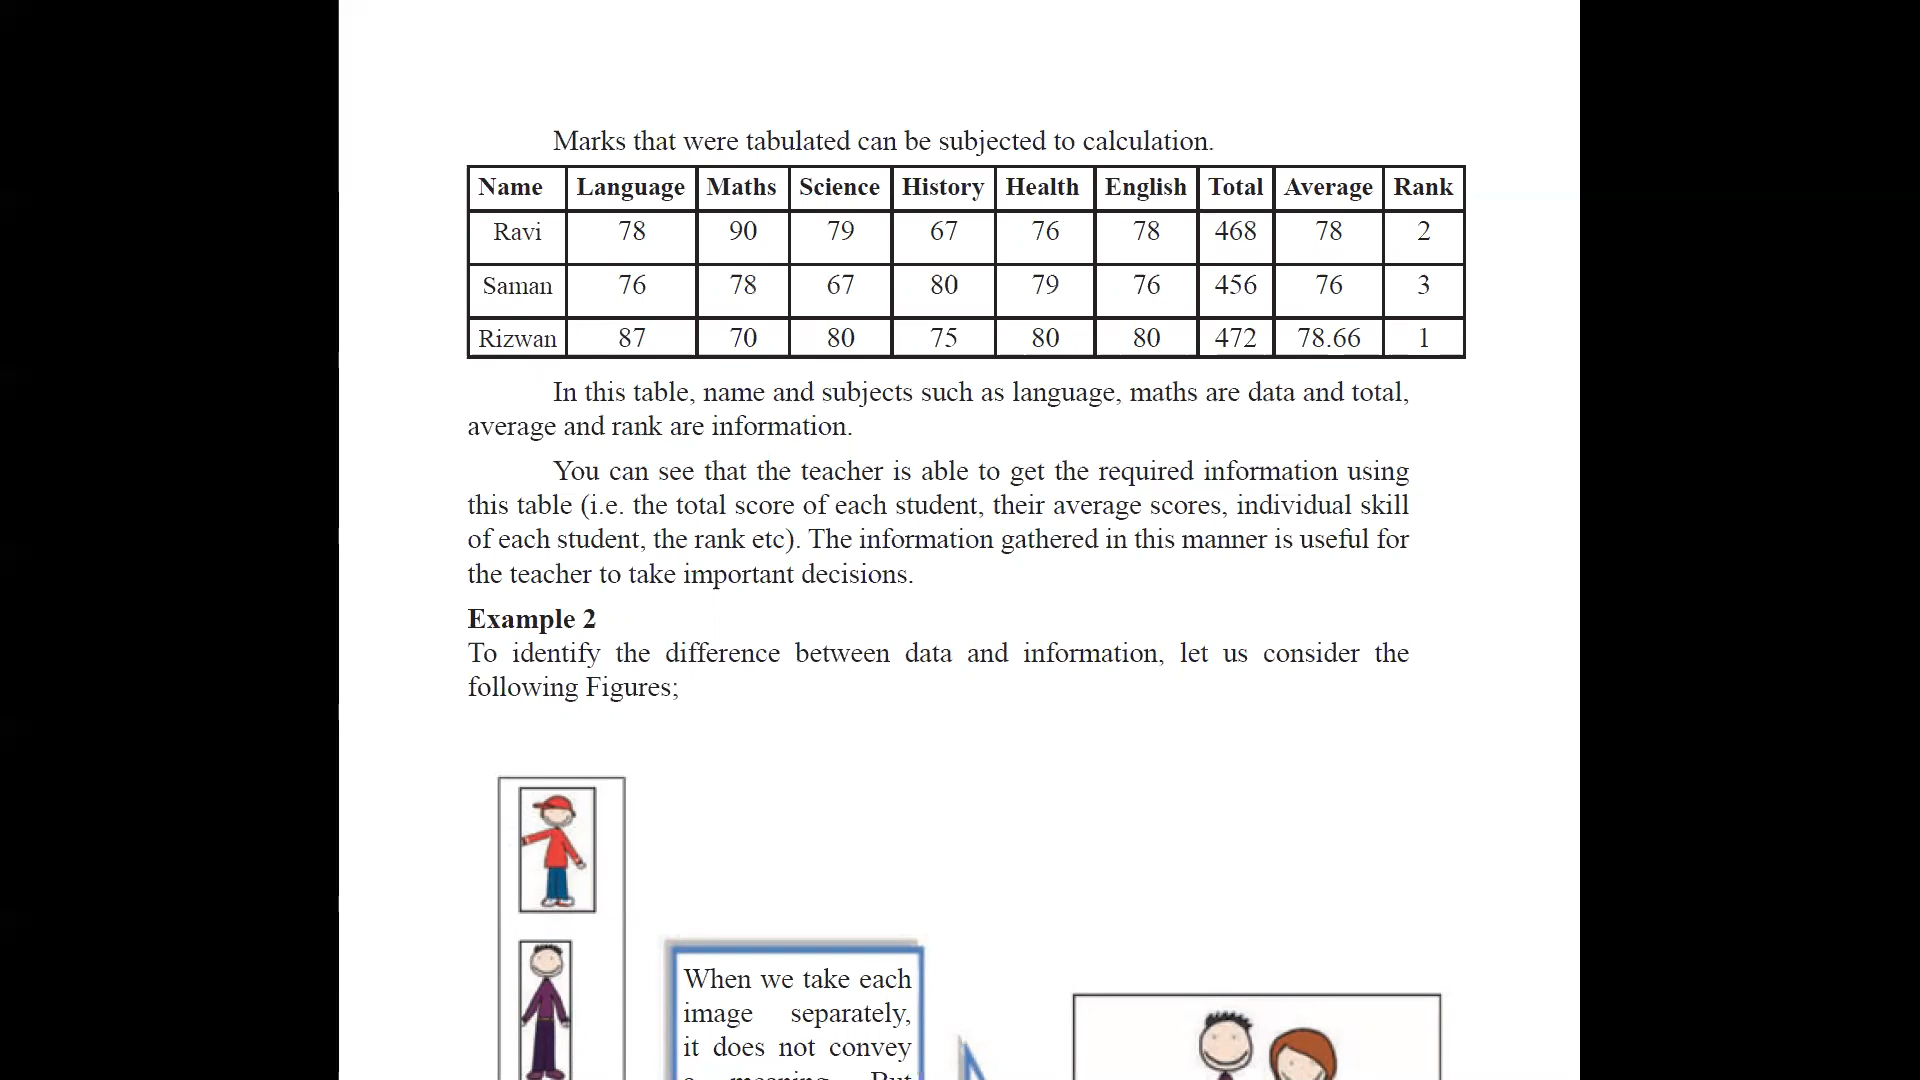 Marks that were tabulated can be subjected to calculation.
Name Language Maths Science History Health English Total Average Rank
Ravi 78 90 79 67 76 78 468 78 2
Saman 76 78 67 80 79 76 456 76 3
Rizwan 87 70 80 75 80 80 472 78.66 1
In this table, name and subjects such as language, maths are data and total,
average and rank are information.
You can see that the teacher is able to get the required information using
this table (i.e. the total score of each student, their average scores, individual skill
of each student, the rank etc). The information gathered in this manner is useful for
the teacher to take important decisions.
Example 2
To identify the difference between data and information, let us consider the
following Figures;
When we take each
image separately,
it does not convey
a meaning. But